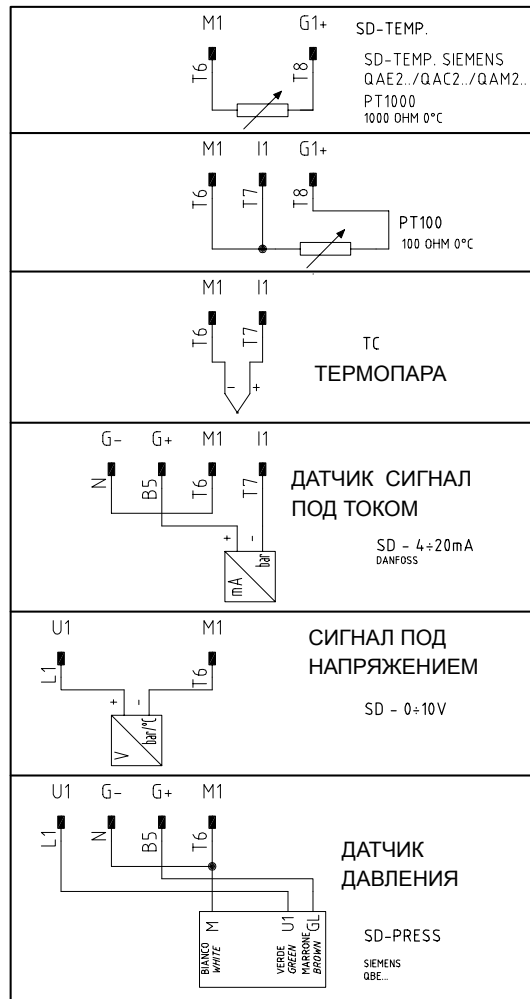 M1 G1+ SD-TEMP.
T6 T8
SD-TEMP. SIEMENS
QAE2../QAC2../QAM2..
PT1000
1000 OHM 0°C
M1 I1 G1+
T6 T7 T8
PT100
100 OHM 0°C
M1 I1
T6 T7
- +
TC
ТЕРМОПАРА
G- G+ M1 I1
N B5 T6 T7
ДАТЧИК СИГНАЛ
ПОД ТОКОМ
+ -
mA bar
SD - 4÷20mA
DANFOSS
U1 M1
L1 T6
СИГНАЛ ПОД
НАПРЯЖЕНИЕМ
+ -
V bar/°C
SD - 0÷10V
U1 G- G+ M1
L1 N B5 T6
ДАТЧИК
ДАВЛЕНИЯ
M U1 GL
BIANCO
WHITE
VERDE
GREEN
MARRONE
BROWN
SD-PRESS
SIEMENS
QBE...